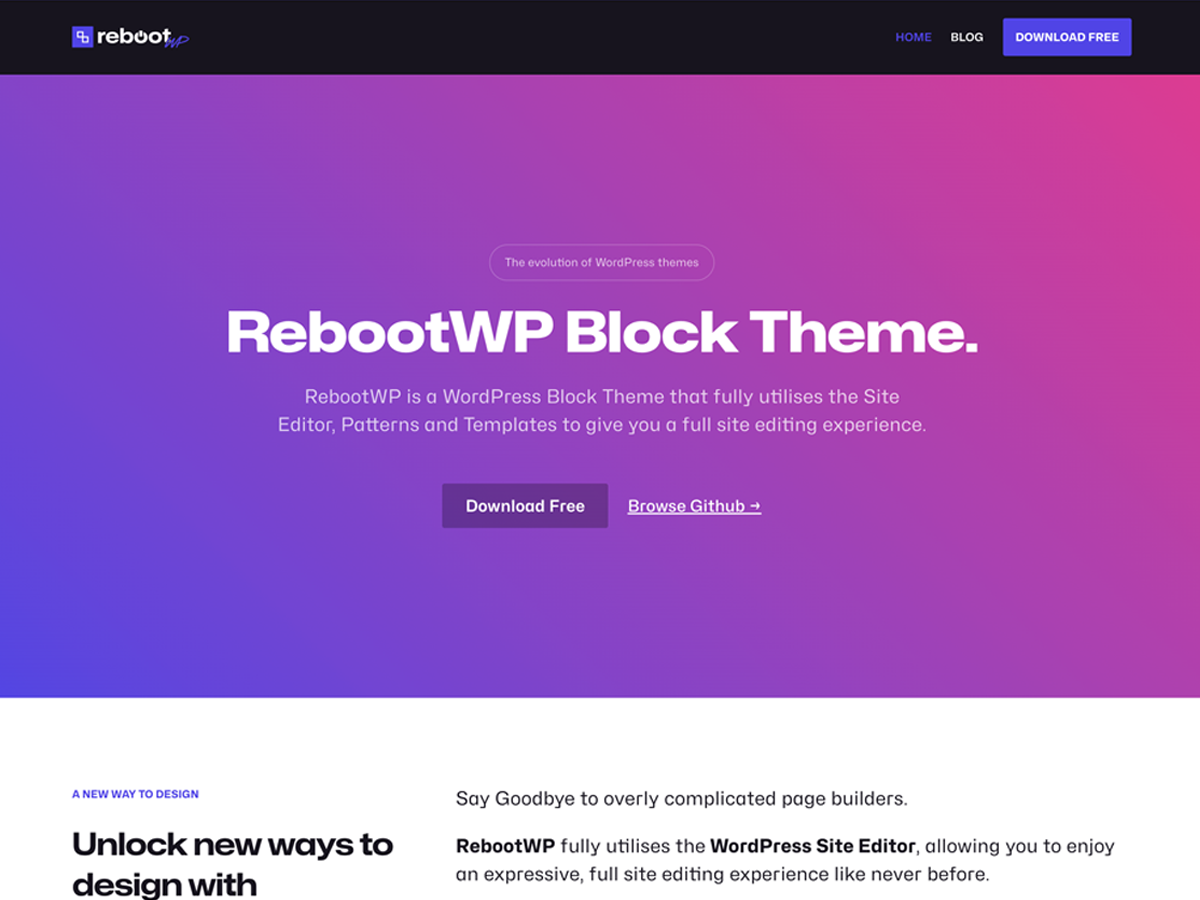 rebootWP
HOME
BLOG
DOWNLOAD FREE
The evolution of WordPress themes
RebootWP Block Theme.
RebootWP is a WordPress Block Theme that fully utilises the Site
Editor, Patterns and Templates to give you a full site editing experience.
Download Free
Browse Github →
A NEW WAY TO DESIGN
Unlock new ways to
design with
Say Goodbye to overly complicated page builders.
RebootWP fully utilises the WordPress Site Editor, allowing you to enjoy
an expressive, full site editing experience like never before.